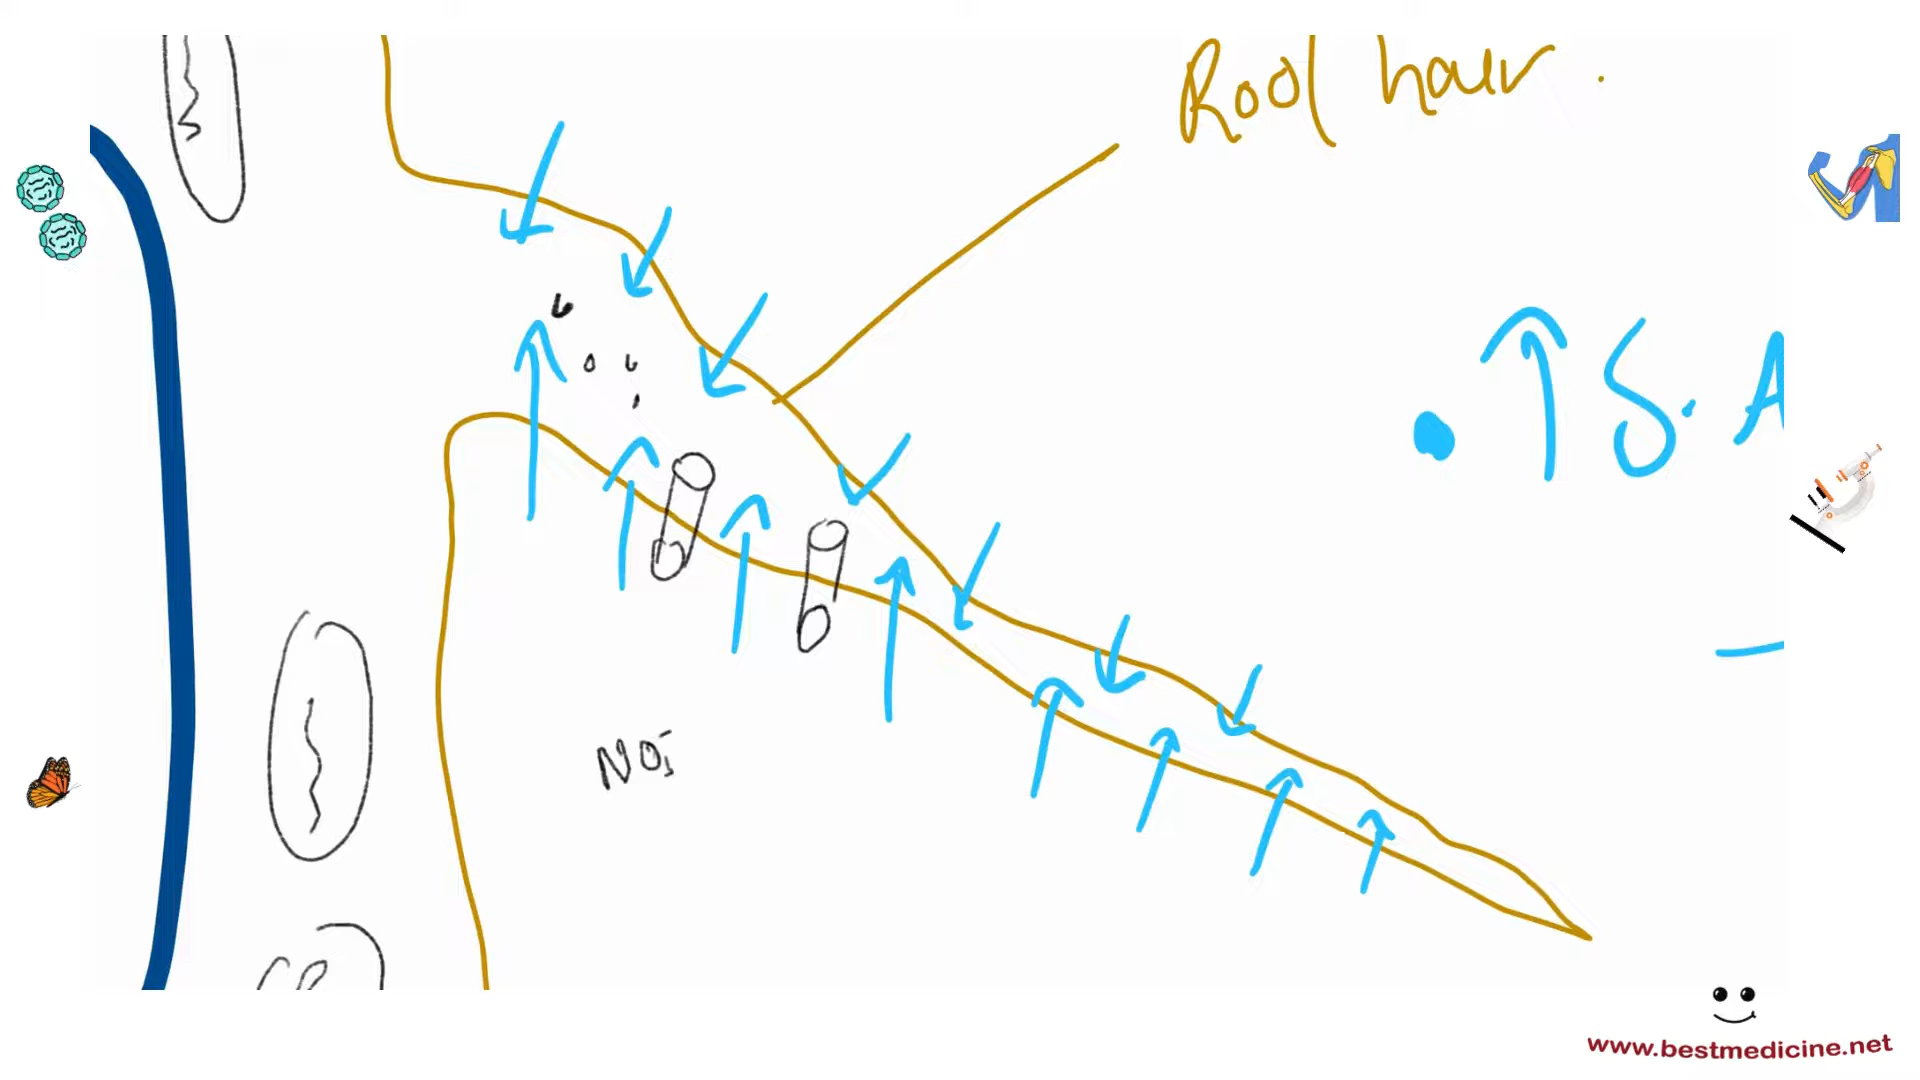 Root hair.
• ↑ S. A
NO₃⁻
www.bestmedicine.net